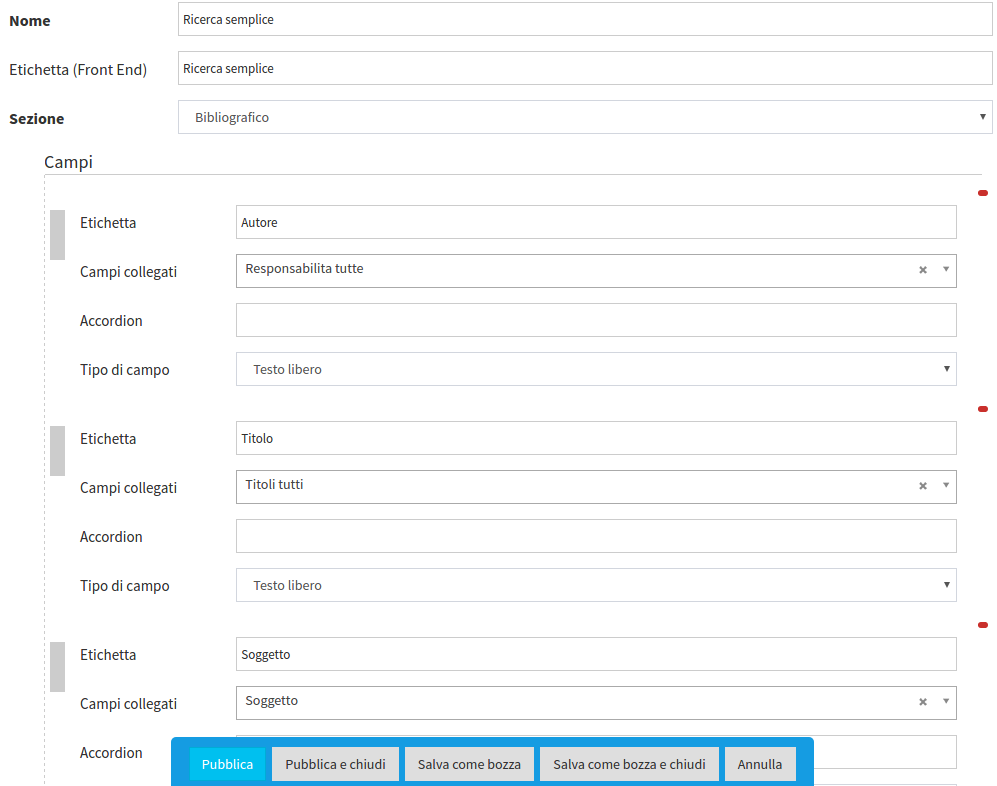 Nome
Ricerca semplice
Etichetta (Front End)
Ricerca semplice
Sezione
Bibliografico
Campi
Etichetta
Autore
Campi collegati
Responsabilita tutte
Accordion
Tipo di campo
Testo libero
Etichetta
Titolo
Campi collegati
Titoli tutti
Accordion
Tipo di campo
Testo libero
Etichetta
Soggetto
Campi collegati
Soggetto
Accordion
Pubblica
Pubblica e chiudi
Salva come bozza
Salva come bozza e chiudi
Annulla